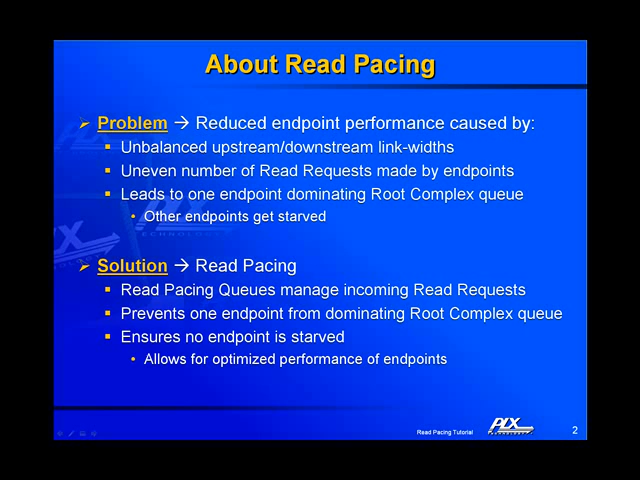 About Read Pacing
Problem → Reduced endpoint performance caused by:
Unbalanced upstream/downstream link-widths
Uneven number of Read Requests made by endpoints
Leads to one endpoint dominating Root Complex queue
Other endpoints get starved
Solution → Read Pacing
Read Pacing Queues manage incoming Read Requests
Prevents one endpoint from dominating Root Complex queue
Ensures no endpoint is starved
Allows for optimized performance of endpoints
Read Pacing Tutorial
PLX
TECHNOLOGY
2